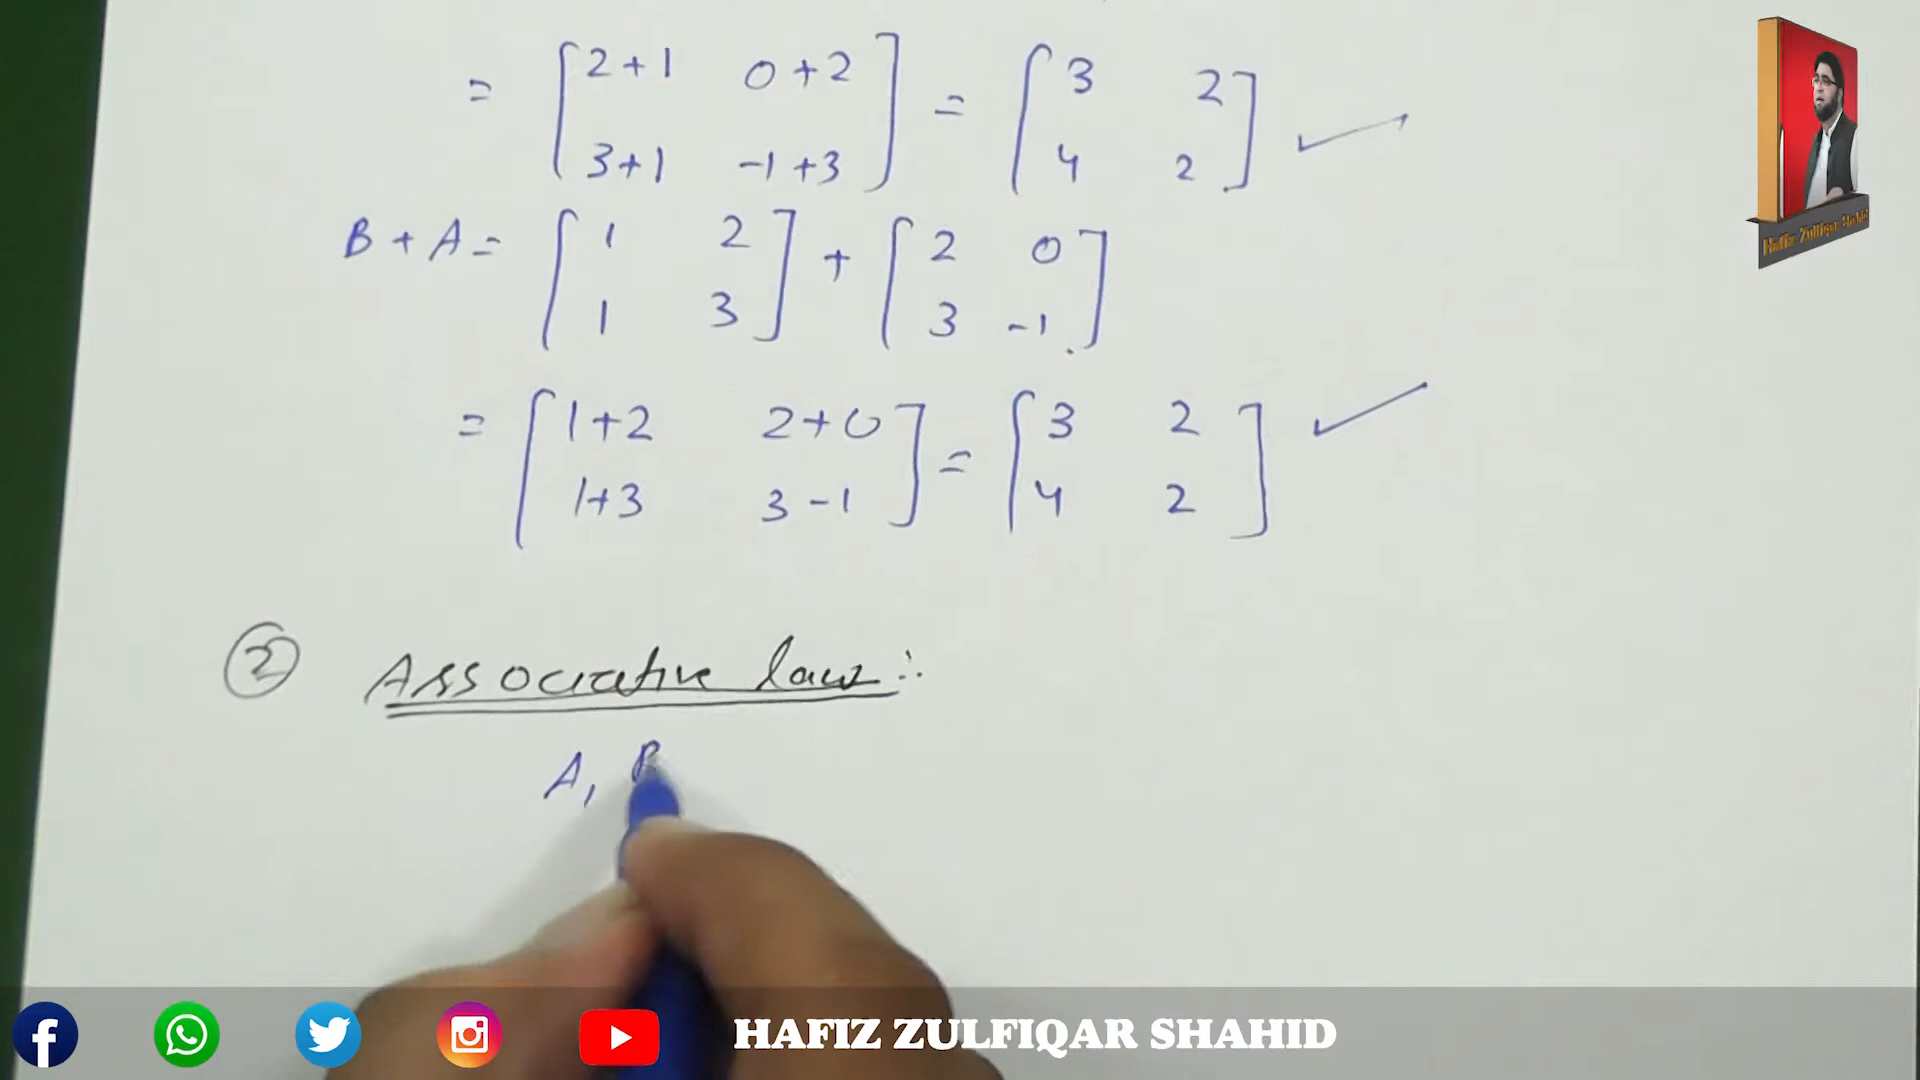 = [2+1 0+2 = [3 2
3+1 -1+3] 4 2]
B + A = [1 2 + [2 0
1 3] 3 -1]
= [1+2 2+0 = [3 2
1+3 3-1] 4 2]
② Associative law :-
A, B
Hafiz Zulfiqar Shahid
HAFIZ ZULFIQAR SHAHID